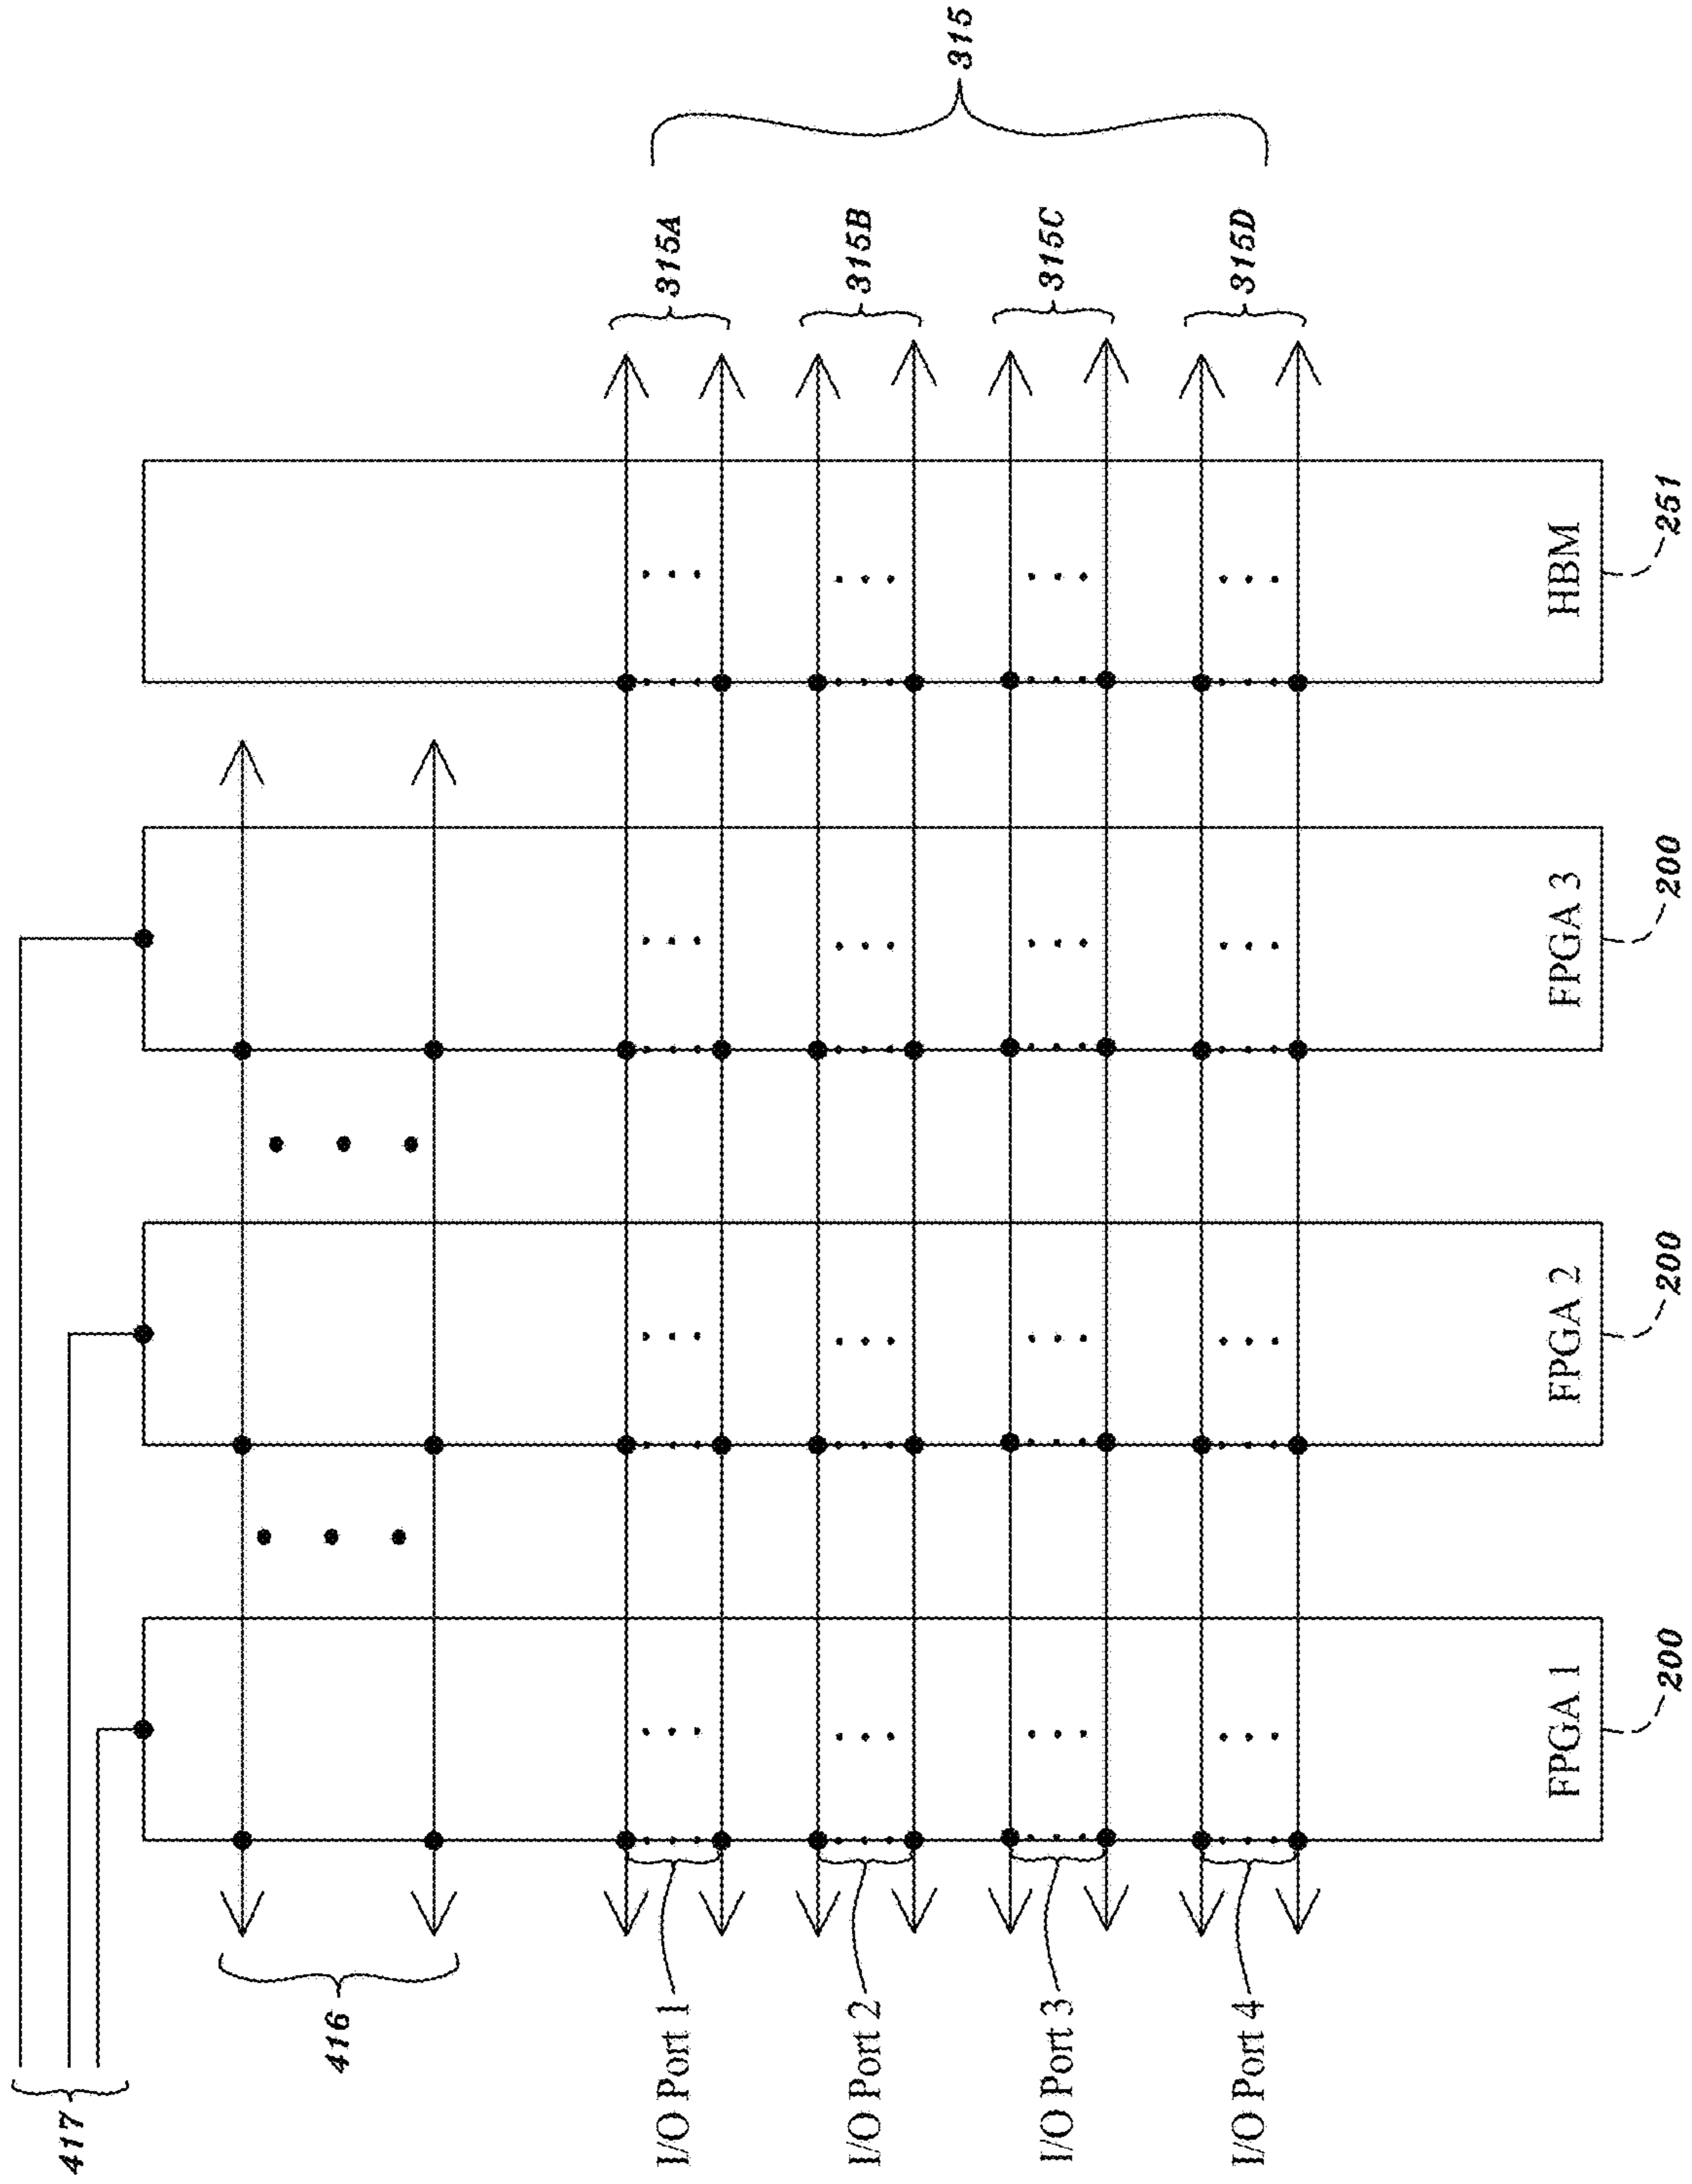 417
416
I/O Port 1
I/O Port 2
I/O Port 3
I/O Port 4
FPGA 1
200
FPGA 2
200
FPGA 3
200
HBM
251
315A
315B
315C
315D
315